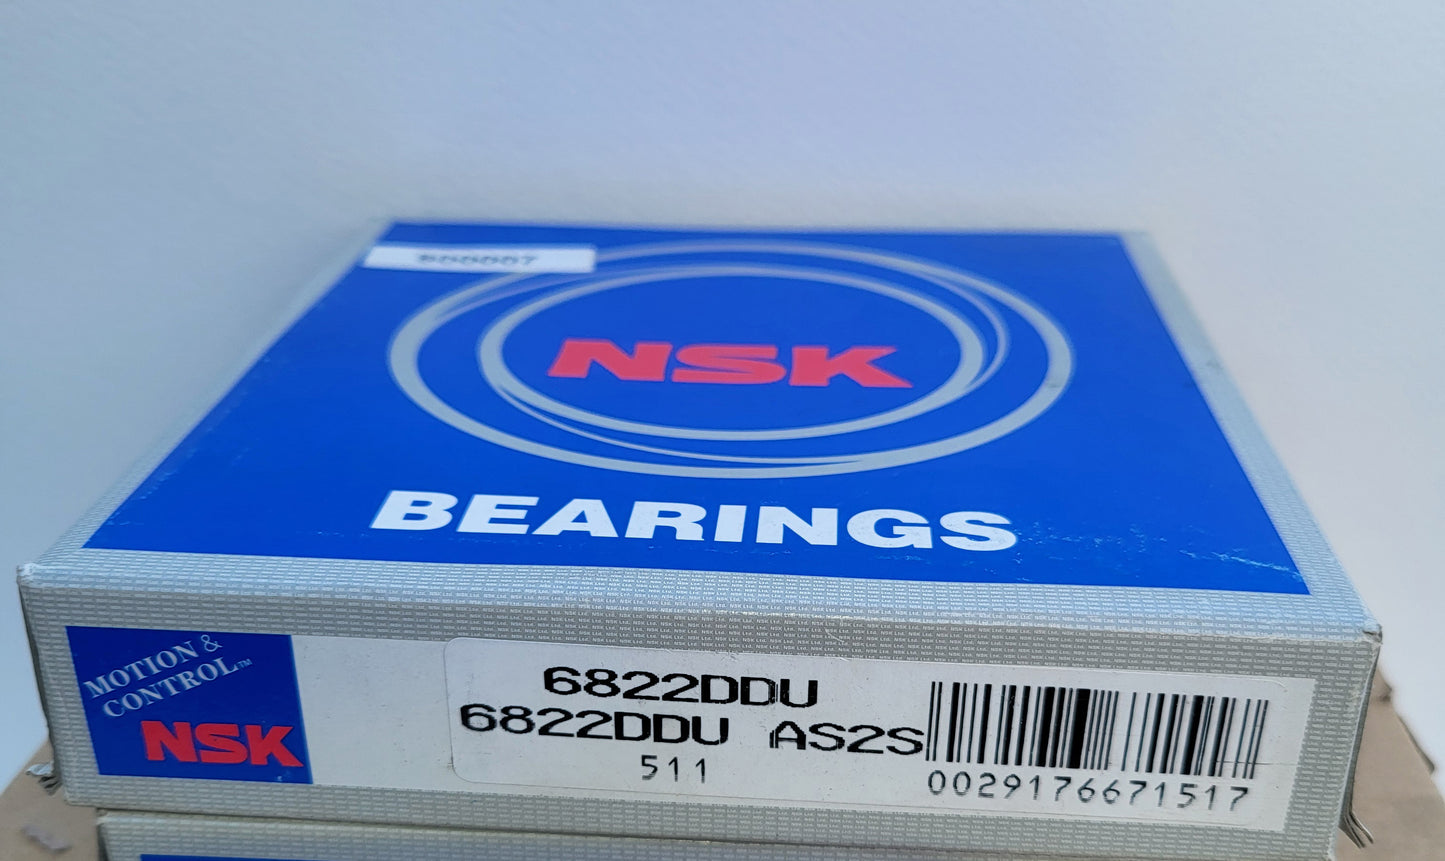 NSK
BEARINGS
MOTION &
CONTROL™
NSK
6822DDU
6822DDU AS2S
511
0029176671517